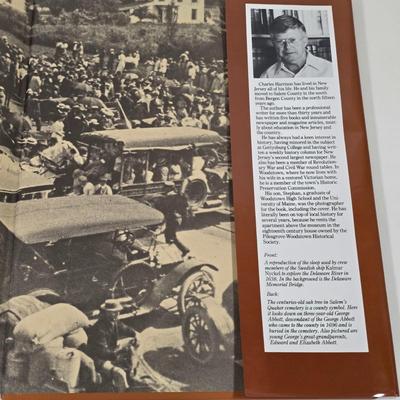 Charles Harrison has lived in New
Jersey all of his life. He and his family
moved to Salem County in the south
from Bergen County in the north fifteen
years ago.
The author has been a professional
writer for more than thirty years and
has written five books and innumerable
newspaper and magazine articles, most-
ly about education in New Jersey and
the country.
He has always had a keen interest in
history, having minored in the subject
at Gettysburg College and having writ-
ten a weekly history column for New
Jersey's second largest newspaper. He
also has been a member of Revolution-
ary War and Civil War round tables. In
Woodstown, where he now lives with
his wife in a restored Victorian home,
he is a member of the town's Historic
Preservation Commission.
His son, Stephan, a graduate of
Woodstown High School and the Uni-
versity of Maine, was the photographer
for the book, including the cover. He has
literally been on top of local history for
several years, because he rents the
apartment above the museum in the
eighteenth century house owned by the
Pilesgrove-Woodstown Historical
Society.
Front:
A reproduction of the sloop used by crew
members of the Swedish ship Kalmar
Nyckel to explore the Delaware River in
1638. In the background is the Delaware
Memorial Bridge.
Back:
The centuries-old oak tree in Salem's
Quaker cemetery is a county symbol. Here
it looks down on three-year-old George
Abbott, descendant of the George Abbott
who came to the county in 1696 and is
buried in the cemetery. Also pictured are
young George's great-grandparents,
Edward and Elizabeth Abbott.